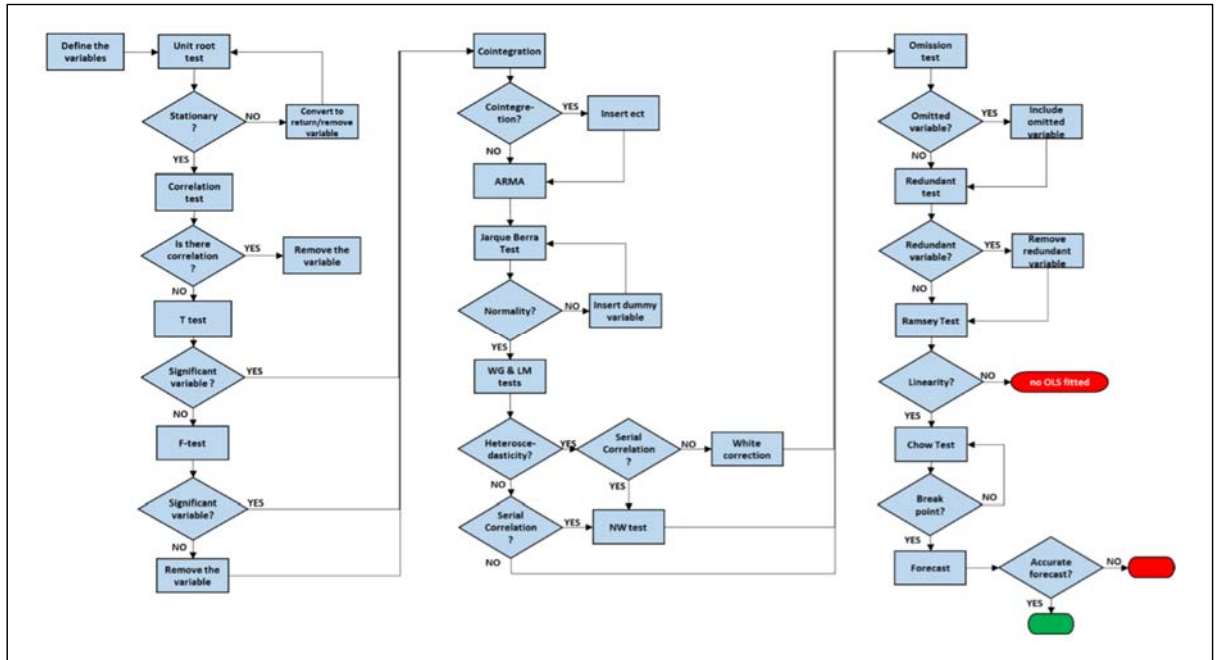 Define the
variables
Unit root
test
Stationary
?
NO
Convert to
return/remove
variable
YES
Correlation
test
Is there
correlation
?
YES
Remove the
variable
NO
T test
Significant
variable ?
YES
NO
F-test
Significant
variable?
YES
NO
Remove the
variable
Cointegration
Cointegre-
tion?
YES
Insert ect
NO
ARMA
Jarque Berra
Test
Normality?
NO
Insert dummy
variable
YES
WG & LM
tests
Heterosce-
dasticity?
YES
Serial
Correlation
?
NO
White
correction
NO
YES
Serial
Correlation
?
YES
NW test
NO
Omission
test
Omitted
variable?
YES
Include
omitted
variable
NO
Redundant
test
Redundant
variable?
YES
Remove
redundant
variable
NO
Ramsey Test
Linearity?
NO
no OLS fitted
YES
Chow Test
Break
point?
NO
YES
Forecast
Accurate
forecast?
NO
YES